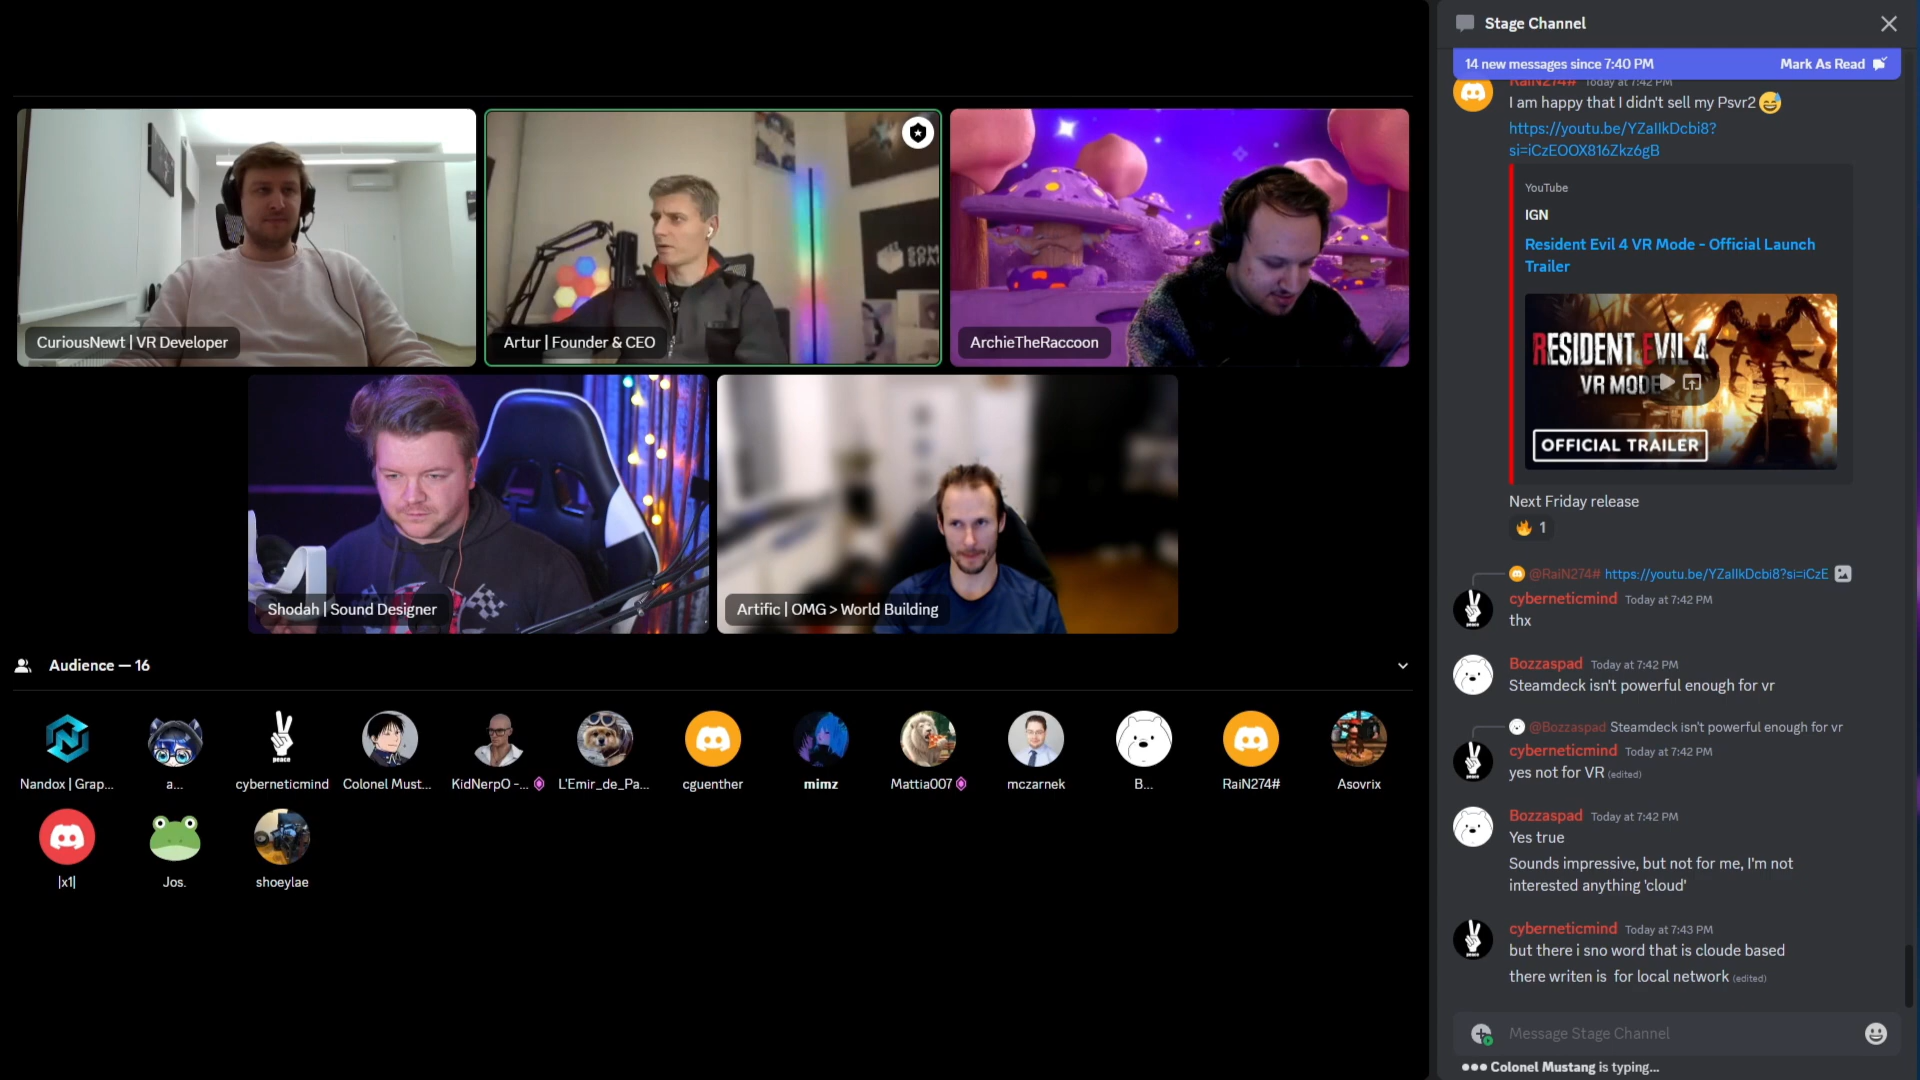 CuriousNewt | VR Developer
Artur | Founder & CEO
ArchieTheRaccoon
Shodah | Sound Designer
Artific | OMG > World Building
Audience — 16
Nandox | Grap...
a...
cyberneticmind
Colonel Must...
KidNerpO -...
L'Emir_de_Pa...
cguenther
mimz
Mattia007
mczarnek
B...
RaiN274#
Asovrix
|x1|
Jos.
shoeylae
Stage Channel
14 new messages since 7:40 PM
Mark As Read
RaiN274# Today at 7:42 PM
I am happy that I didn't sell my Psvr2
https://youtu.be/YZaIlkDcbi8?
si=iCzEOOX816Zkz6gB
YouTube
IGN
Resident Evil 4 VR Mode - Official Launch
Trailer
RESIDENT EVIL 4
VR MODE
OFFICIAL TRAILER
Next Friday release
1
@RaiN274# https://youtu.be/YZaIlkDcbi8?si=iCzE
cyberneticmind Today at 7:42 PM
thx
Bozzaspad Today at 7:42 PM
Steamdeck isn't powerful enough for vr
@Bozzaspad Steamdeck isn't powerful enough for vr
cyberneticmind Today at 7:42 PM
yes not for VR (edited)
Bozzaspad Today at 7:42 PM
Yes true
Sounds impressive, but not for me, I'm not
interested anything 'cloud'
cyberneticmind Today at 7:43 PM
but there i sno word that is cloude based
there writen is for local network (edited)
Message Stage Channel
Colonel Mustang is typing...